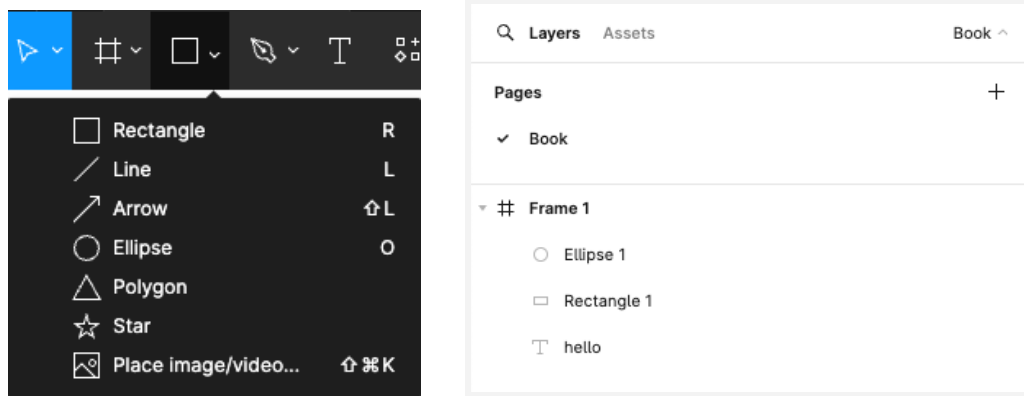 Rectangle R
Line L
Arrow ⇧L
Ellipse O
Polygon
Star
Place image/video... ⇧⌘K
Layers Assets Book
Pages
Book
Frame 1
Ellipse 1
Rectangle 1
hello